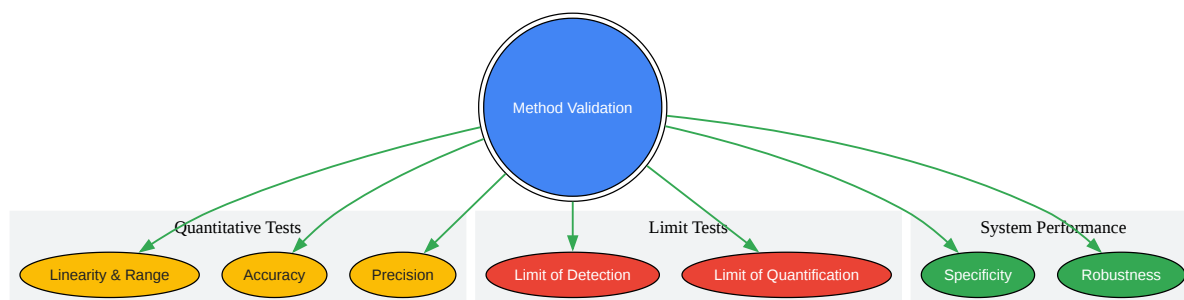 Method Validation
Quantitative Tests
Limit Tests
System Performance
Linearity & Range
Accuracy
Precision
Limit of Detection
Limit of Quantification
Specificity
Robustness